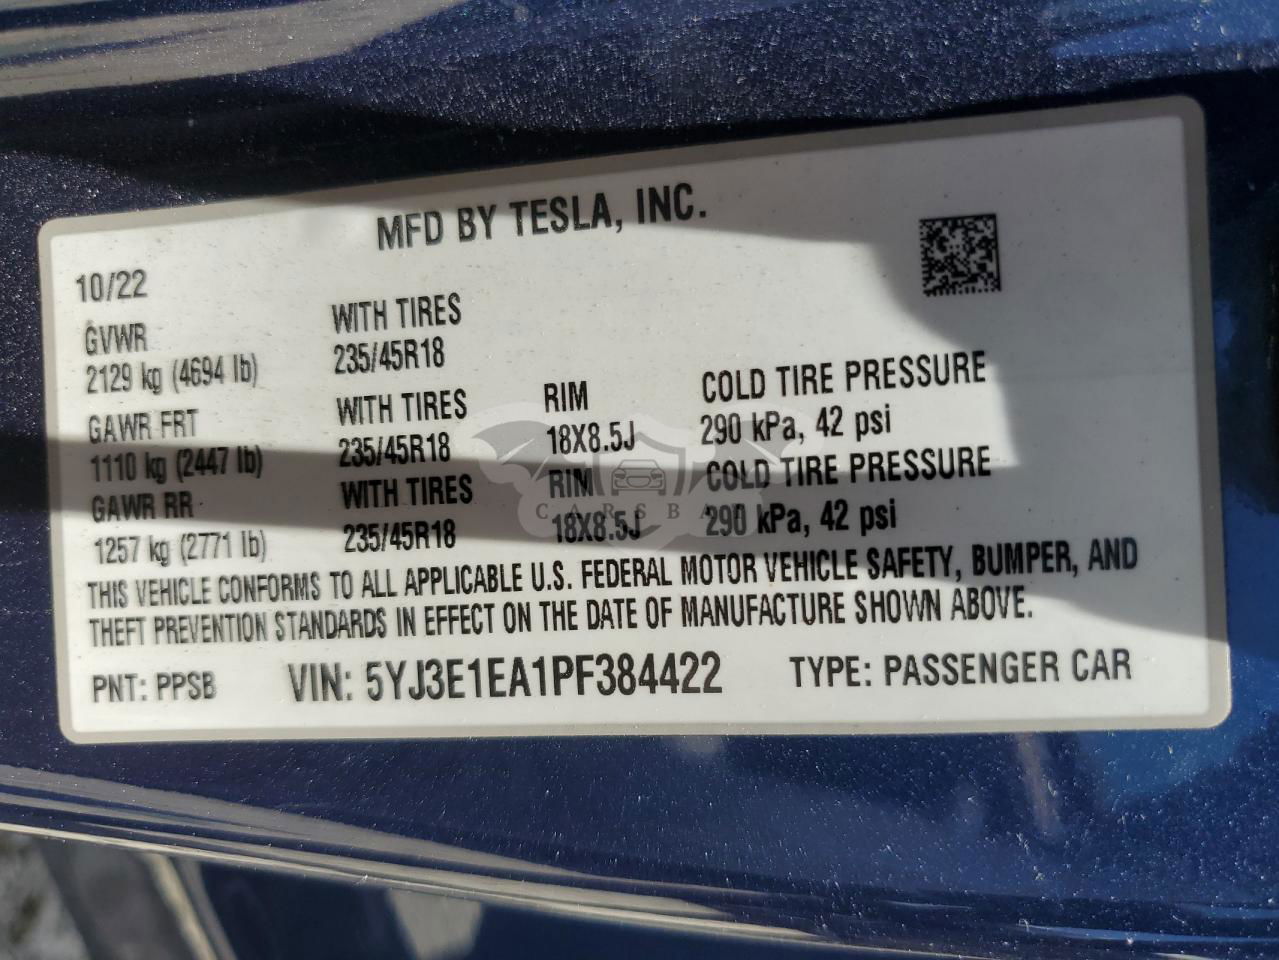 MFD BY TESLA, INC.
10/22
GVWR WITH TIRES
2129 kg (4694 lb) 235/45R18
GAWR FRT WITH TIRES RIM COLD TIRE PRESSURE
1110 kg (2447 lb) 235/45R18 18X8.5J 290 kPa, 42 psi
GAWR RR WITH TIRES RIM COLD TIRE PRESSURE
1257 kg (2771 lb) 235/45R18 18X8.5J 290 kPa, 42 psi
THIS VEHICLE CONFORMS TO ALL APPLICABLE U.S. FEDERAL MOTOR VEHICLE SAFETY, BUMPER, AND
THEFT PREVENTION STANDARDS IN EFFECT ON THE DATE OF MANUFACTURE SHOWN ABOVE.
PNT: PPSB VIN: 5YJ3E1EA1PF384422 TYPE: PASSENGER CAR